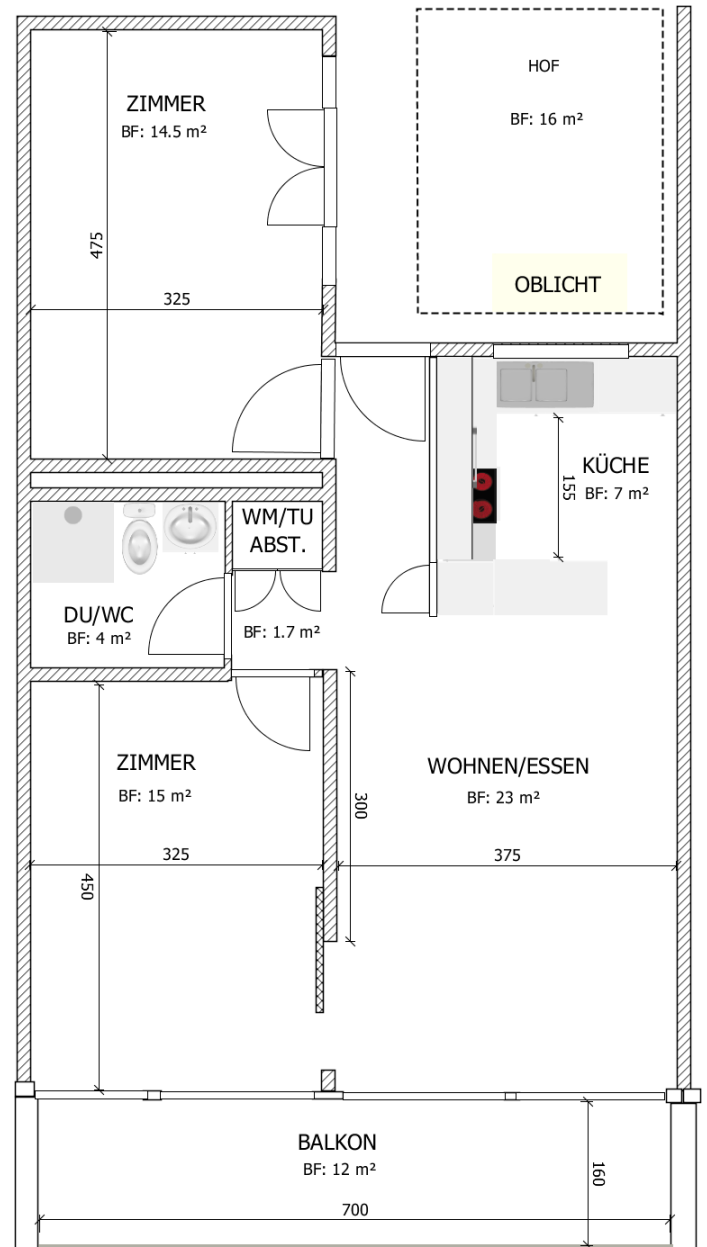 HOF
BF: 16 m²
OBLICHT
ZIMMER
BF: 14.5 m²
475
325
KÜCHE
BF: 7 m²
155
WM/TU
ABST.
DU/WC
BF: 4 m²
BF: 1.7 m²
ZIMMER
BF: 15 m²
WOHNEN/ESSEN
BF: 23 m²
300
325
375
450
BALKON
BF: 12 m²
160
700